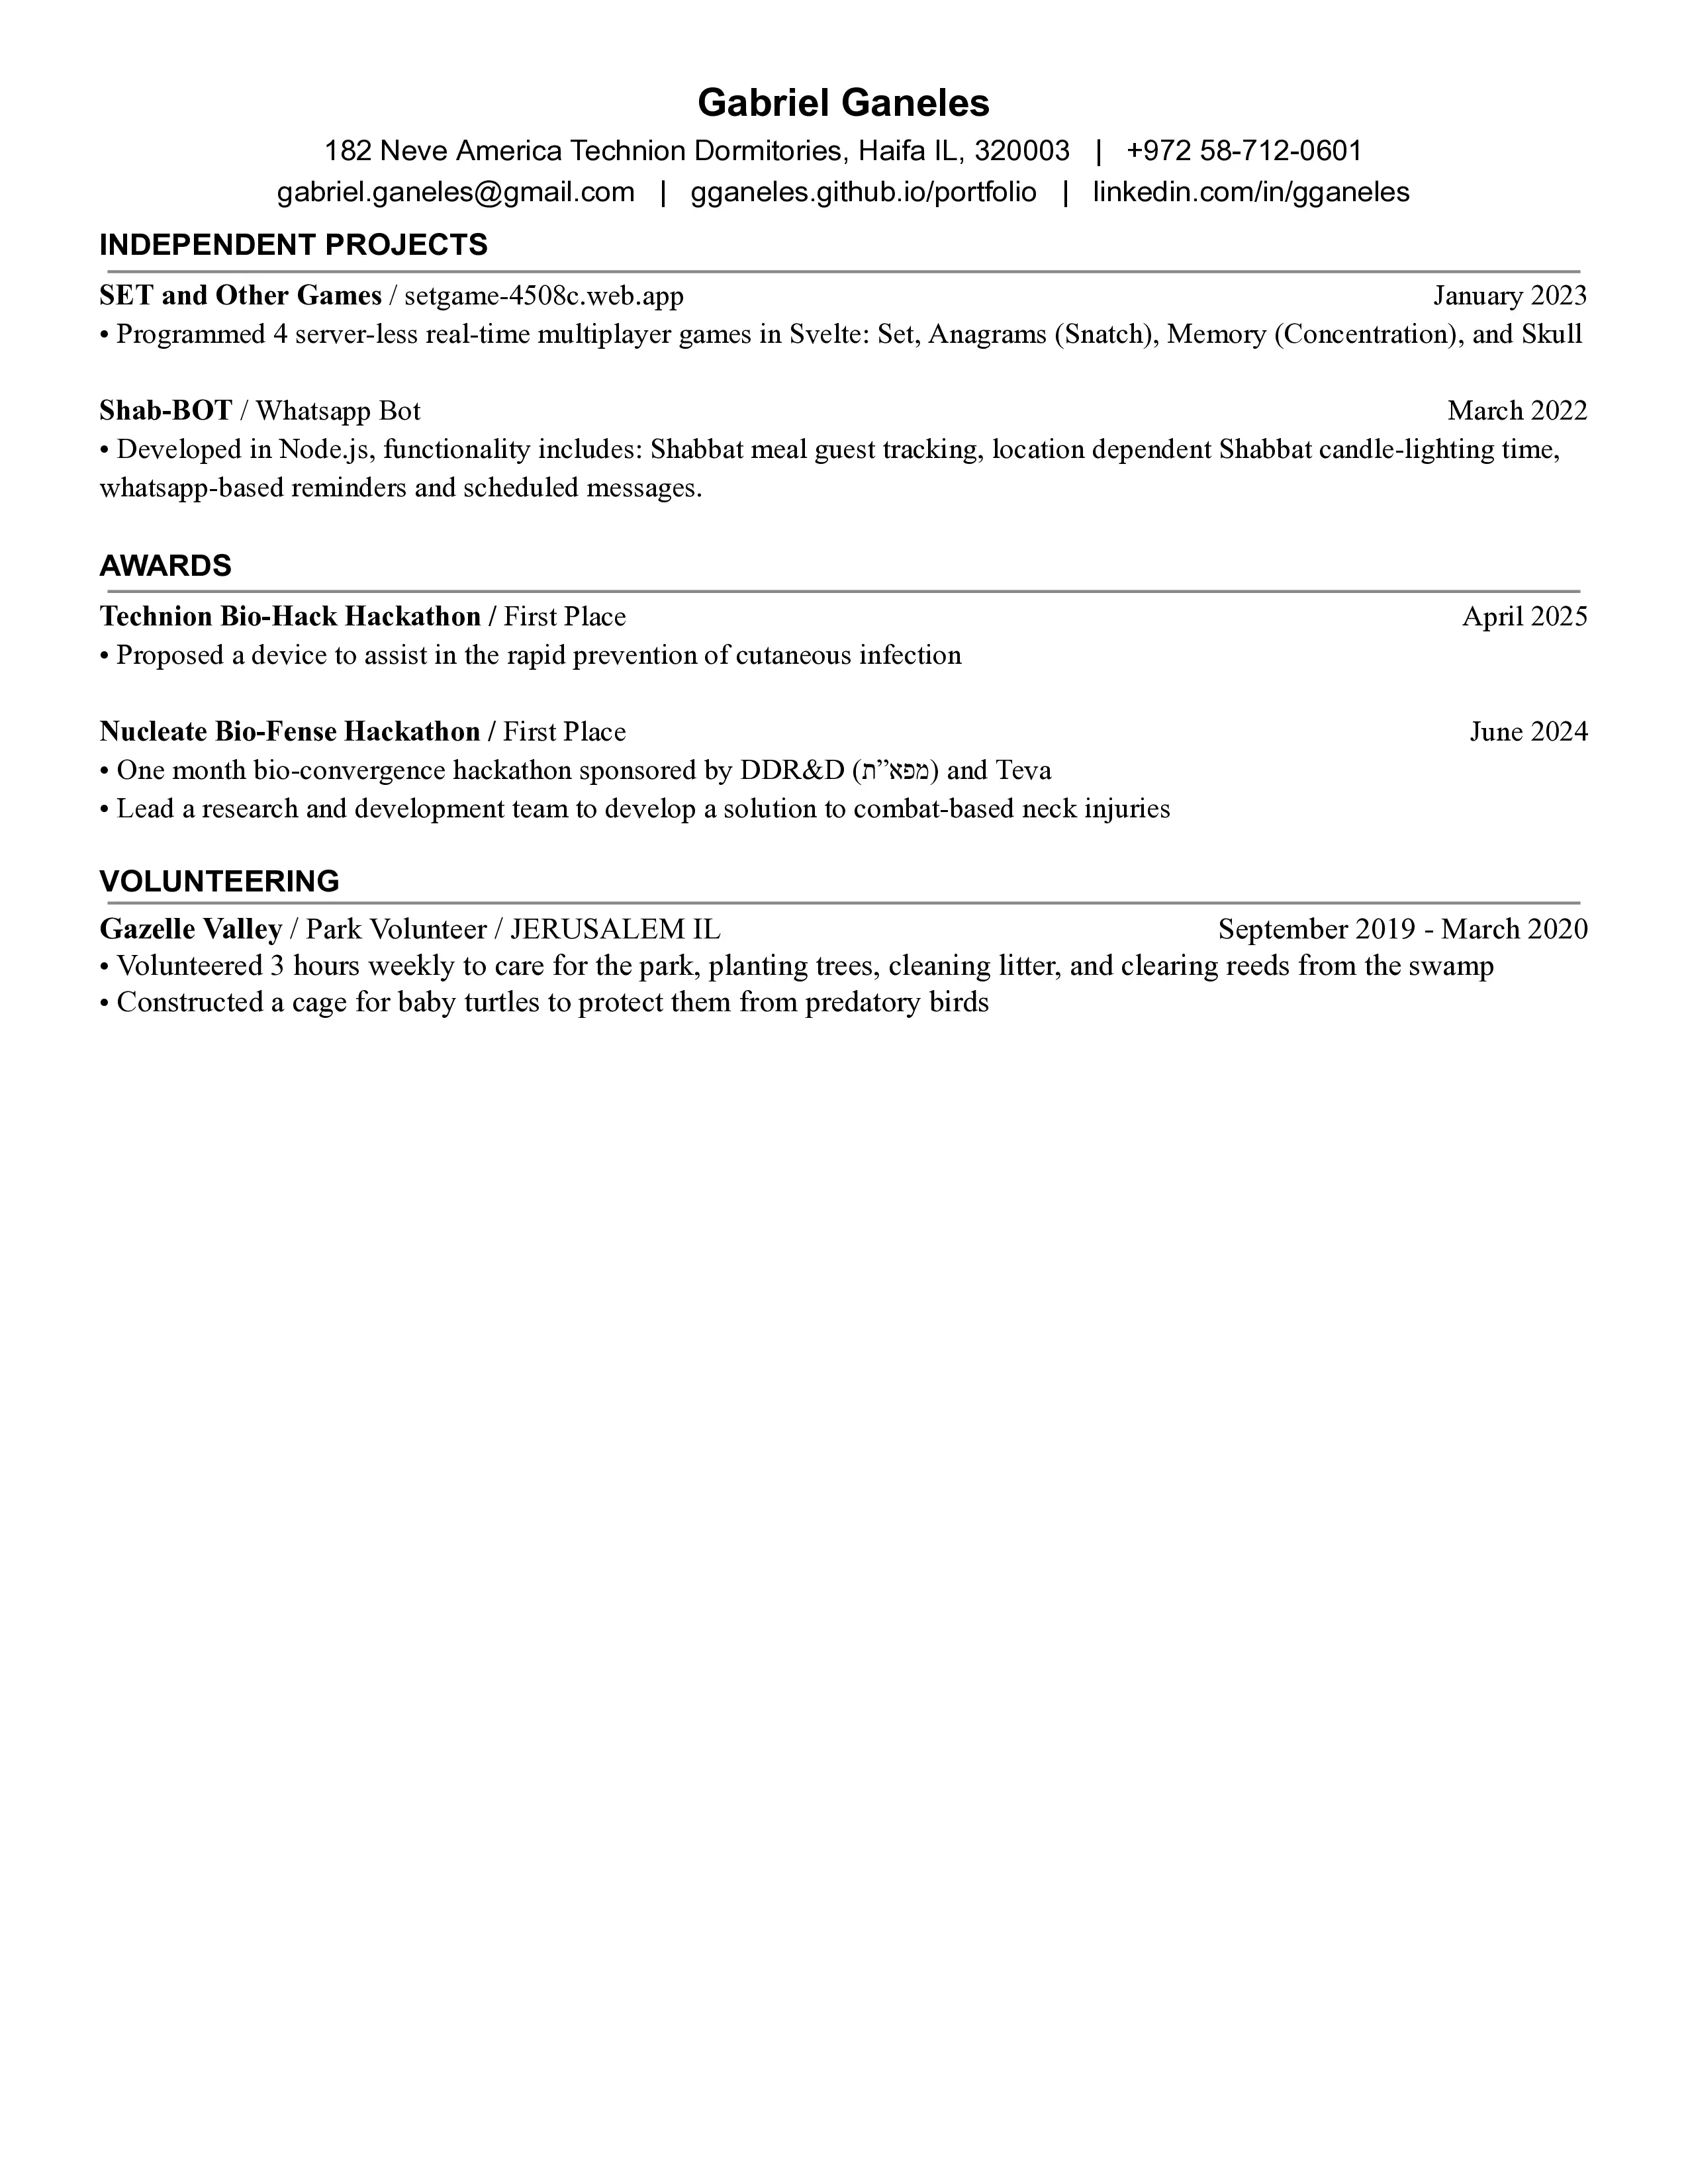 Gabriel Ganeles
182 Neve America Technion Dormitories, Haifa IL, 320003 | +972 58-712-0601
gabriel.ganeles@gmail.com | gganeles.github.io/portfolio | linkedin.com/in/gganeles
INDEPENDENT PROJECTS
SET and Other Games / setgame-4508c.web.app January 2023
• Programmed 4 server-less real-time multiplayer games in Svelte: Set, Anagrams (Snatch), Memory (Concentration), and Skull
Shab-BOT / Whatsapp Bot March 2022
• Developed in Node.js, functionality includes: Shabbat meal guest tracking, location dependent Shabbat candle-lighting time,
whatsapp-based reminders and scheduled messages.
AWARDS
Technion Bio-Hack Hackathon / First Place April 2025
• Proposed a device to assist in the rapid prevention of cutaneous infection
Nucleate Bio-Fense Hackathon / First Place June 2024
• One month bio-convergence hackathon sponsored by DDR&D (מפא”ת) and Teva
• Lead a research and development team to develop a solution to combat-based neck injuries
VOLUNTEERING
Gazelle Valley / Park Volunteer / JERUSALEM IL September 2019 - March 2020
• Volunteered 3 hours weekly to care for the park, planting trees, cleaning litter, and clearing reeds from the swamp
• Constructed a cage for baby turtles to protect them from predatory birds